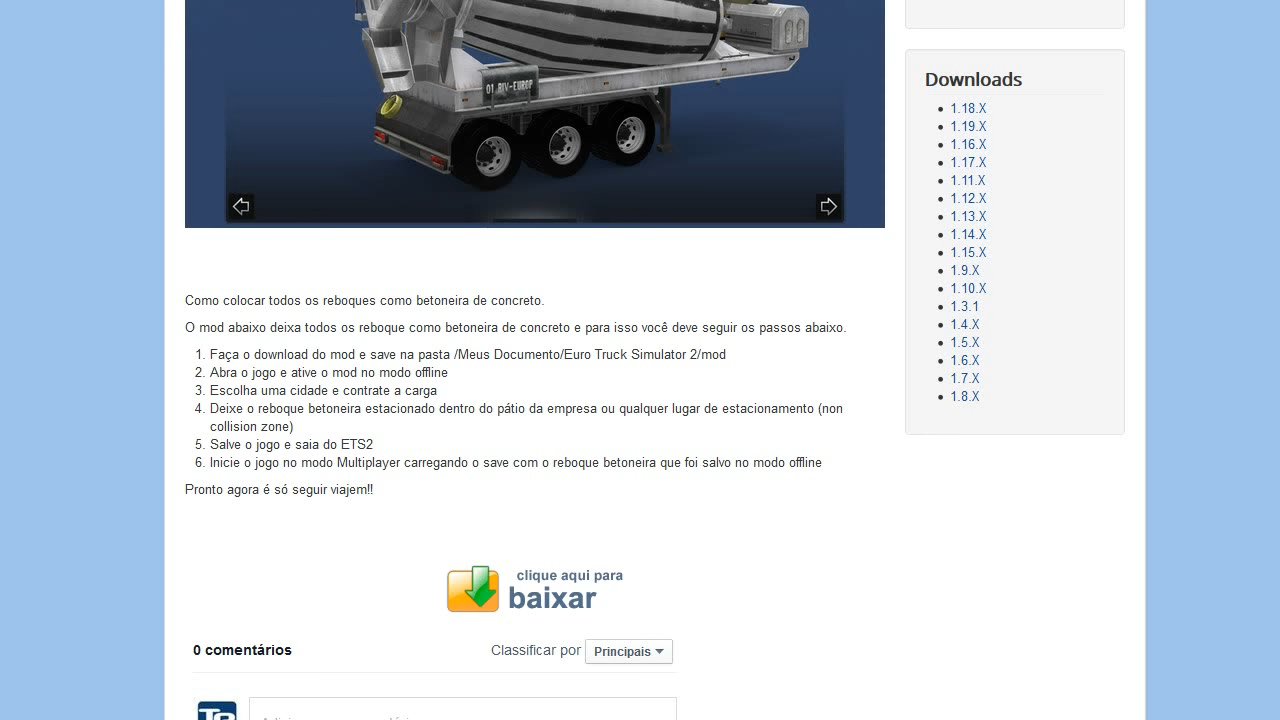 01 RIV-EUROP
Como colocar todos os reboques como betoneira de concreto.
O mod abaixo deixa todos os reboque como betoneira de concreto e para isso você deve seguir os passos abaixo.
1. Faça o download do mod e save na pasta /Meus Documento/Euro Truck Simulator 2/mod
2. Abra o jogo e ative o mod no modo offline
3. Escolha uma cidade e contrate a carga
4. Deixe o reboque betoneira estacionado dentro do pátio da empresa ou qualquer lugar de estacionamento (non
collision zone)
5. Salve o jogo e saia do ETS2
6. Inicie o jogo no modo Multiplayer carregando o save com o reboque betoneira que foi salvo no modo offline
Pronto agora é só seguir viajem!!
clique aqui para
baixar
0 comentários
Classificar por Principais
Downloads
1.18.X
1.19.X
1.16.X
1.17.X
1.11.X
1.12.X
1.13.X
1.14.X
1.15.X
1.9.X
1.10.X
1.3.1
1.4.X
1.5.X
1.6.X
1.7.X
1.8.X